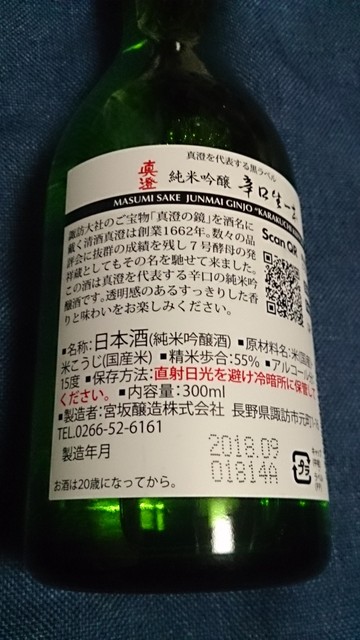 真澄を代表する黒ラベル
真澄 純米吟醸 辛口生一本
MASUMI SAKE JUNMAI GINJO "KARAKUCHI
諏訪大社のご宝物「真澄の鏡」を酒名に
戴く清酒真澄は創業1662年。数々の品
評会に抜群の成績を残し7号酵母の発
祥蔵としてもその名を馳せて来ました。
この酒は真澄を代表する辛口の純米吟
醸酒です。透明感のあるすっきりした香
りと味わいをお楽しみください。
Scan QR
■名称:日本酒(純米吟醸酒) ■原材料名:米(国産)
米こうじ(国産米) ■精米歩合:55% ■アルコール
15度 ■保存方法:直射日光を避け冷暗所に保管して
ください。 ■内容量:300ml
■製造者:宮坂醸造株式会社 長野県諏訪市元町
TEL.0266-52-6161
製造年月
2018.09
01814A
プラ
お酒は20歳になってから。